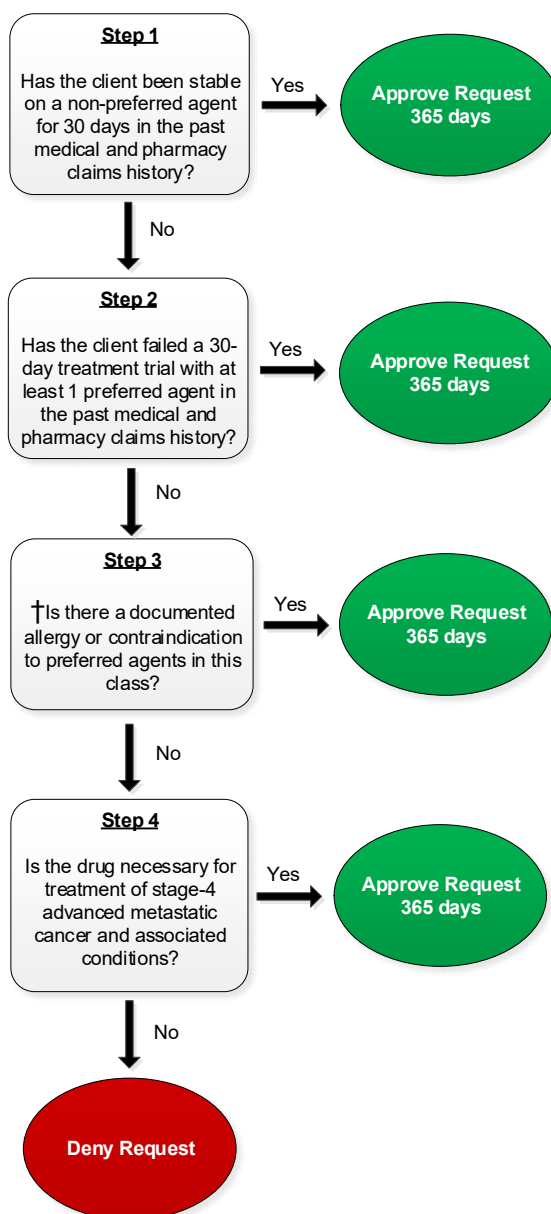 Step 1
Has the client been stable
on a non-preferred agent
for 30 days in the past
medical and pharmacy
claims history?
Yes
Approve Request
365 days
No
Step 2
Has the client failed a 30-
day treatment trial with at
least 1 preferred agent in
the past medical and
pharmacy claims history?
Yes
Approve Request
365 days
No
Step 3
†Is there a documented
allergy or contraindication
to preferred agents in this
class?
Yes
Approve Request
365 days
No
Step 4
Is the drug necessary for
treatment of stage-4
advanced metastatic
cancer and associated
conditions?
Yes
Approve Request
365 days
No
Deny Request